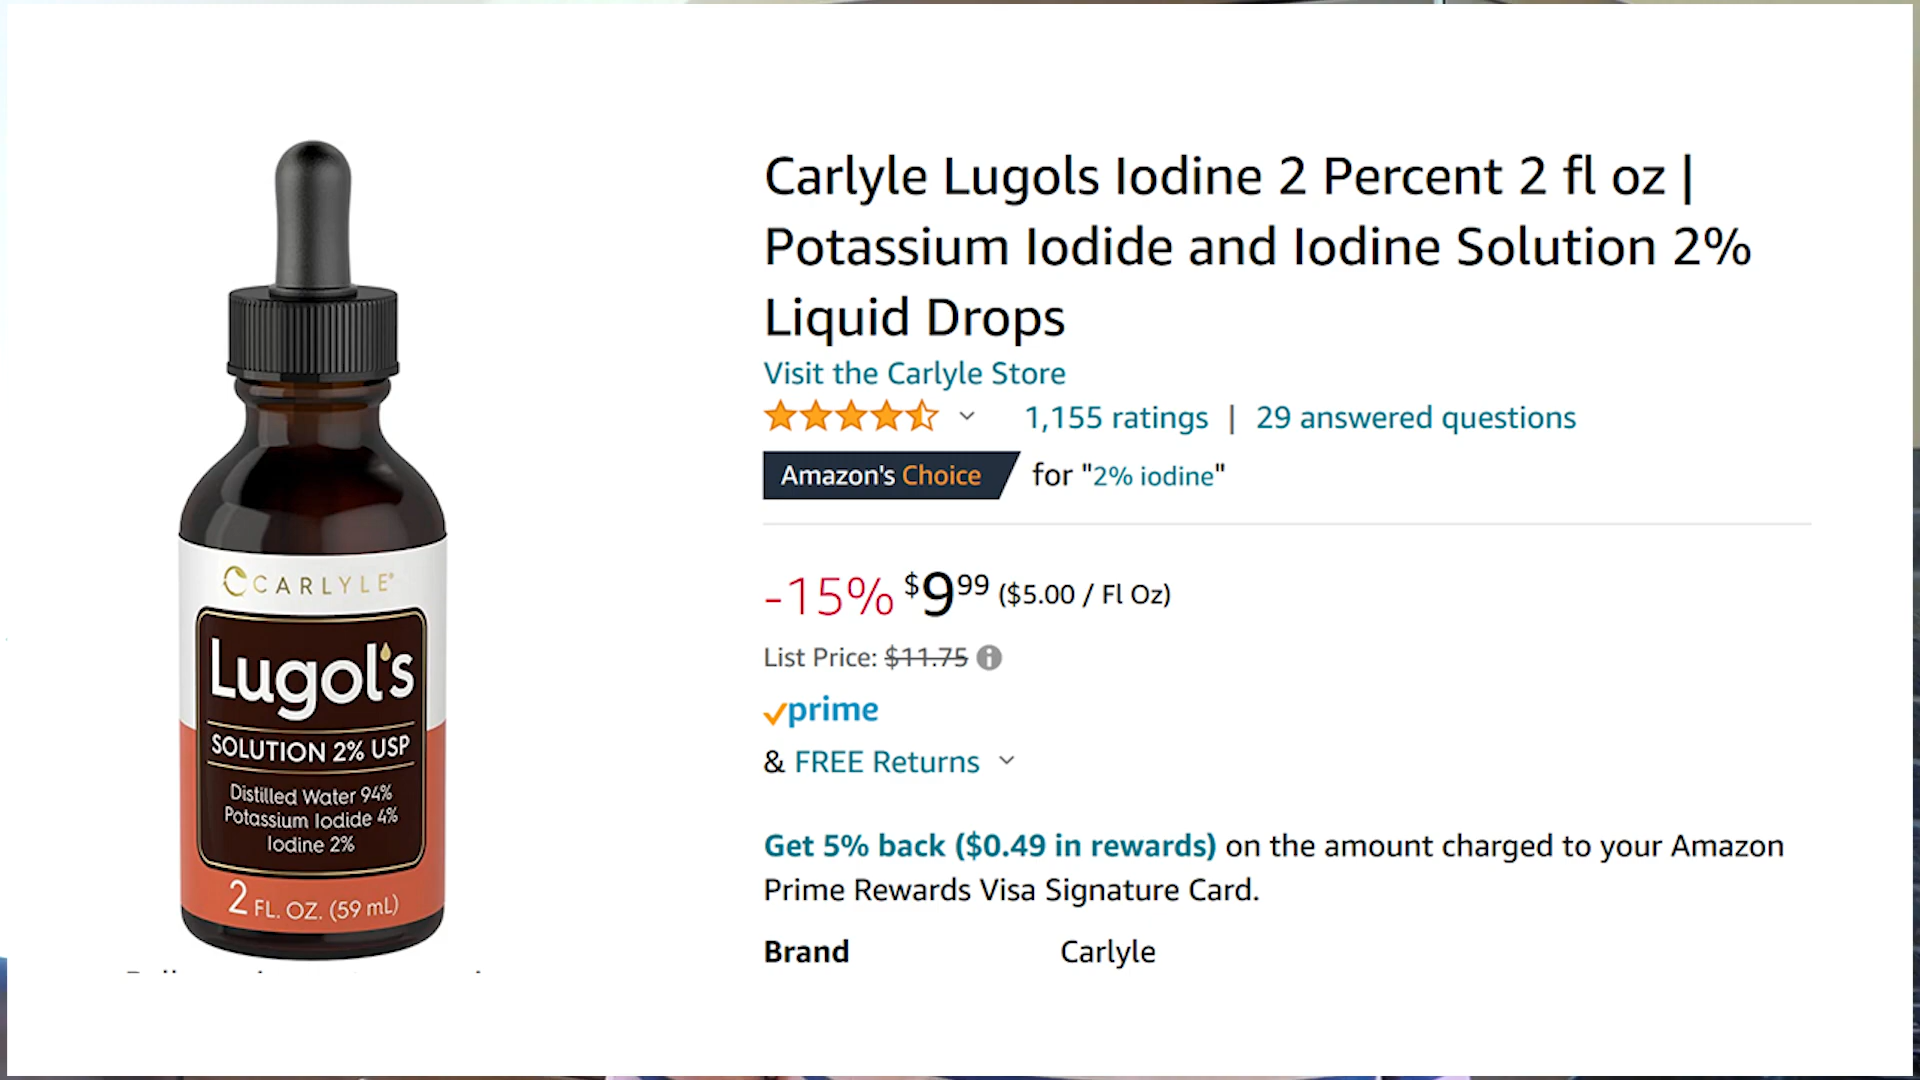 Carlyle Lugols Iodine 2 Percent 2 fl oz |
Potassium Iodide and Iodine Solution 2%
Liquid Drops
Visit the Carlyle Store
1,155 ratings | 29 answered questions
Amazon's Choice for "2% iodine"
-15% $9⁹⁹ ($5.00 / Fl Oz)
List Price: $11.75
prime
& FREE Returns
Get 5% back ($0.49 in rewards) on the amount charged to your Amazon
Prime Rewards Visa Signature Card.
Brand Carlyle
CARLYLE®
Lugol's
SOLUTION 2% USP
Distilled Water 94%
Potassium Iodide 4%
Iodine 2%
2 FL. OZ. (59 mL)